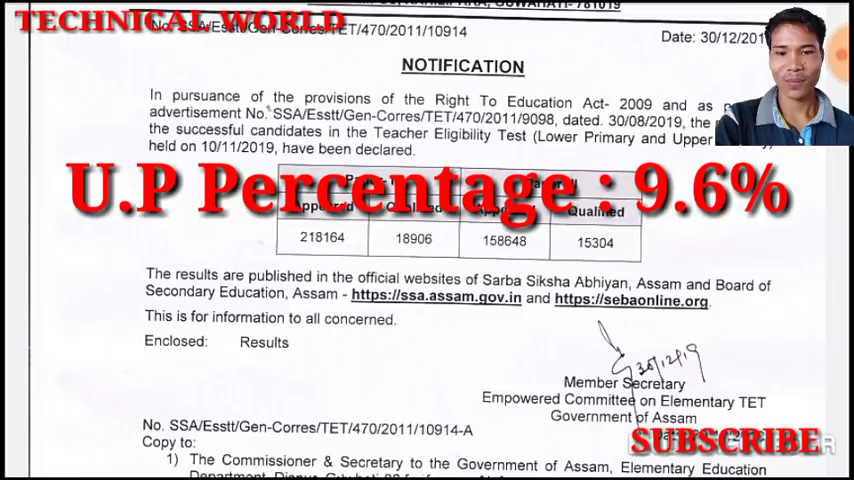 TECHNICAL WORLD
GUWAHATI- 781019
No. SSA/Esstt/Gen-Corres/TET/470/2011/10914
Date: 30/12/201
NOTIFICATION
In pursuance of the provisions of the Right To Education Act- 2009 and as
advertisement No. SSA/Esstt/Gen-Corres/TET/470/2011/9098, dated. 30/08/2019, the
the successful candidates in the Teacher Eligibility Test (Lower Primary and Upper
held on 10/11/2019, have been declared.
U.P Percentage : 9.6%
Appeared Qualified Qualified
218164 18906 158648 15304
The results are published in the official websites of Sarba Siksha Abhiyan, Assam and Board of
Secondary Education, Assam - https://ssa.assam.gov.in and https://sebaonline.org.
This is for information to all concerned.
Enclosed: Results
30/12/19
Member Secretary
Empowered Committee on Elementary TET
Government of Assam
No. SSA/Esstt/Gen-Corres/TET/470/2011/10914-A
SUBSCRIBE
Copy to:
1) The Commissioner & Secretary to the Government of Assam, Elementary Education